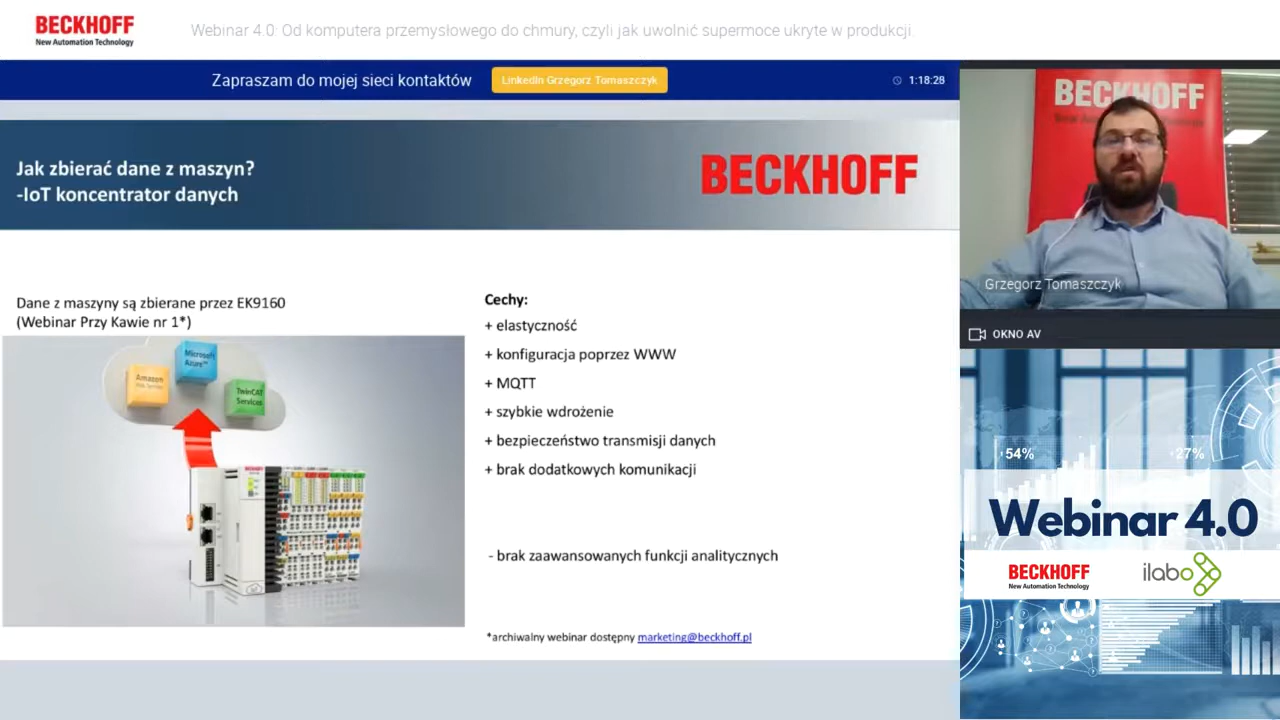 BECKHOFF
New Automation Technology
Webinar 4.0: Od komputera przemysłowego do chmury, czyli jak uwolnić supermoce ukryte w produkcji
Zapraszam do mojej sieci kontaktów
LinkedIn Grzegorz Tomaszczyk
1:18:28
Jak zbierać dane z maszyn?
-IoT koncentrator danych
BECKHOFF
Dane z maszyny są zbierane przez EK9160
(Webinar Przy Kawie nr 1*)
Amazon
Web Services
Microsoft
Azure™
TwinCAT
Services
BECKHOFF
Cechy:
+ elastyczność
+ konfiguracja poprzez WWW
+ MQTT
+ szybkie wdrożenie
+ bezpieczeństwo transmisji danych
+ brak dodatkowych komunikacji
- brak zaawansowanych funkcji analitycznych
*archiwalny webinar dostępny marketing@beckhoff.pl
BECKHOFF
Grzegorz Tomaszczyk
OKNO AV
54%
27%
Webinar 4.0
BECKHOFF
New Automation Technology
ilabo